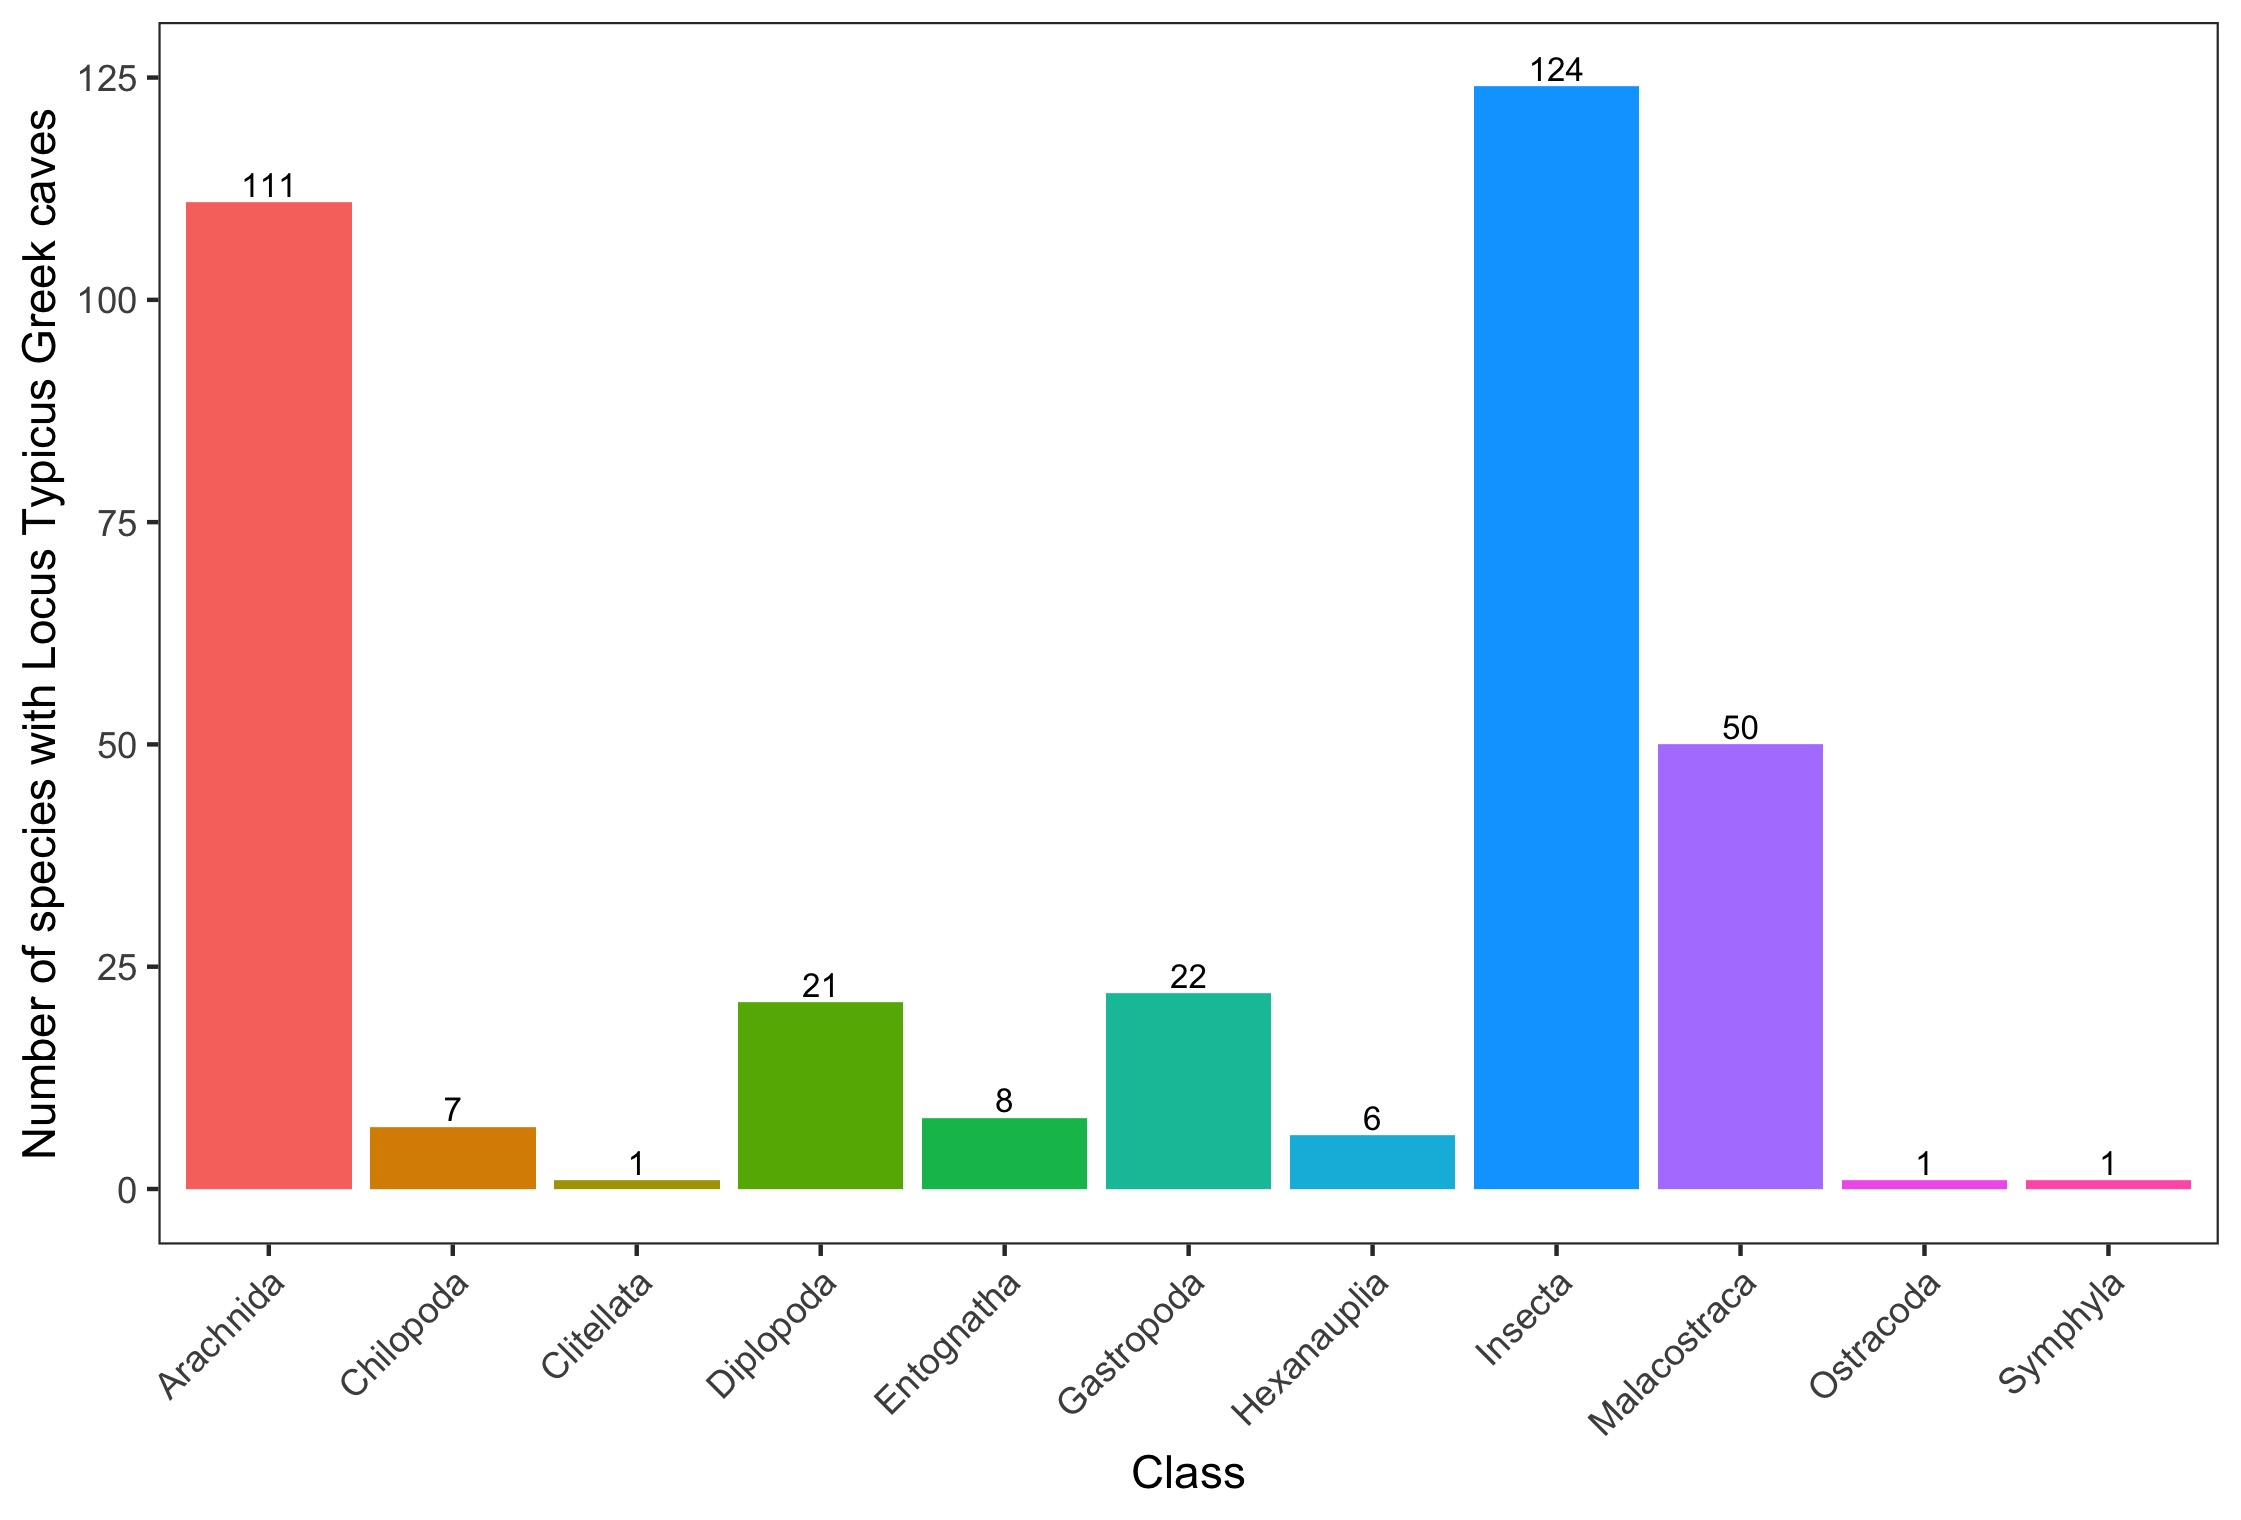 Number of species with Locus Typicus Greek caves
125
100
75
50
25
0
111
7
1
21
8
22
6
124
50
1
1
Arachnida
Chilopoda
Clitellata
Diplopoda
Entognatha
Gastropoda
Hexanauplia
Insecta
Malacostraca
Ostracoda
Symphyla
Class